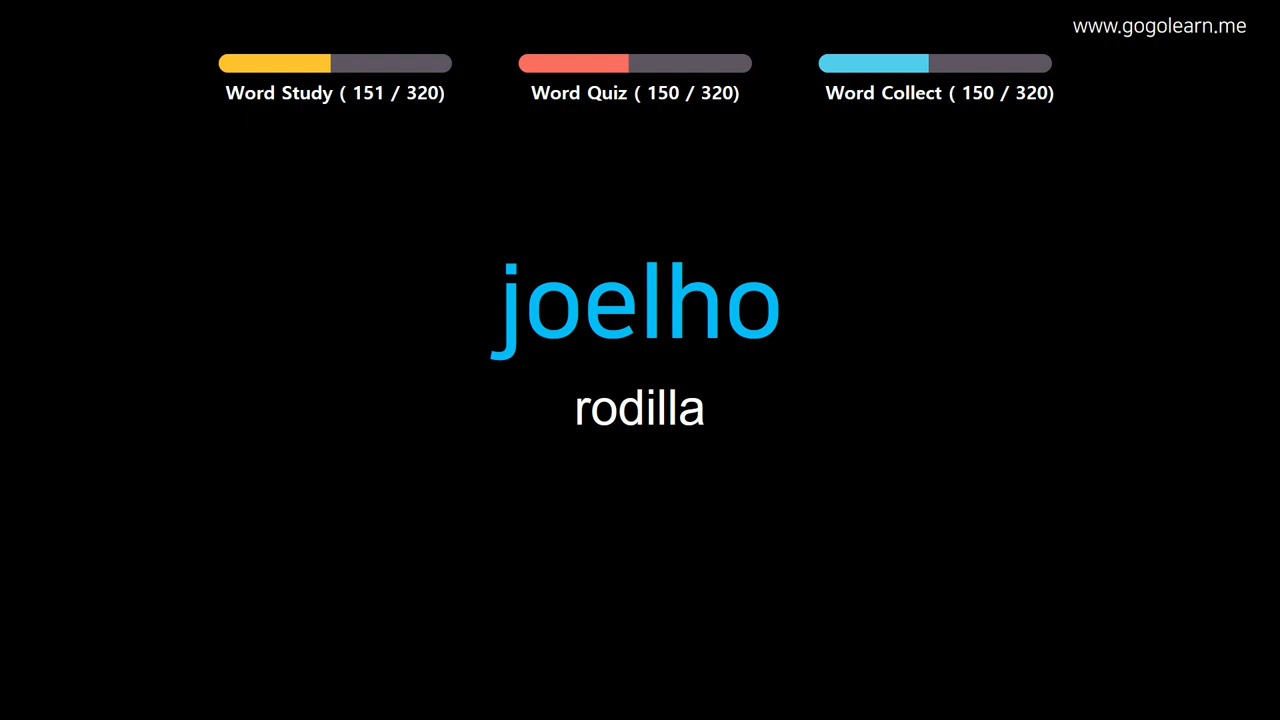 www.gogolearn.me
Word Study ( 151 / 320)
Word Quiz ( 150 / 320)
Word Collect ( 150 / 320)
joelho
rodilla